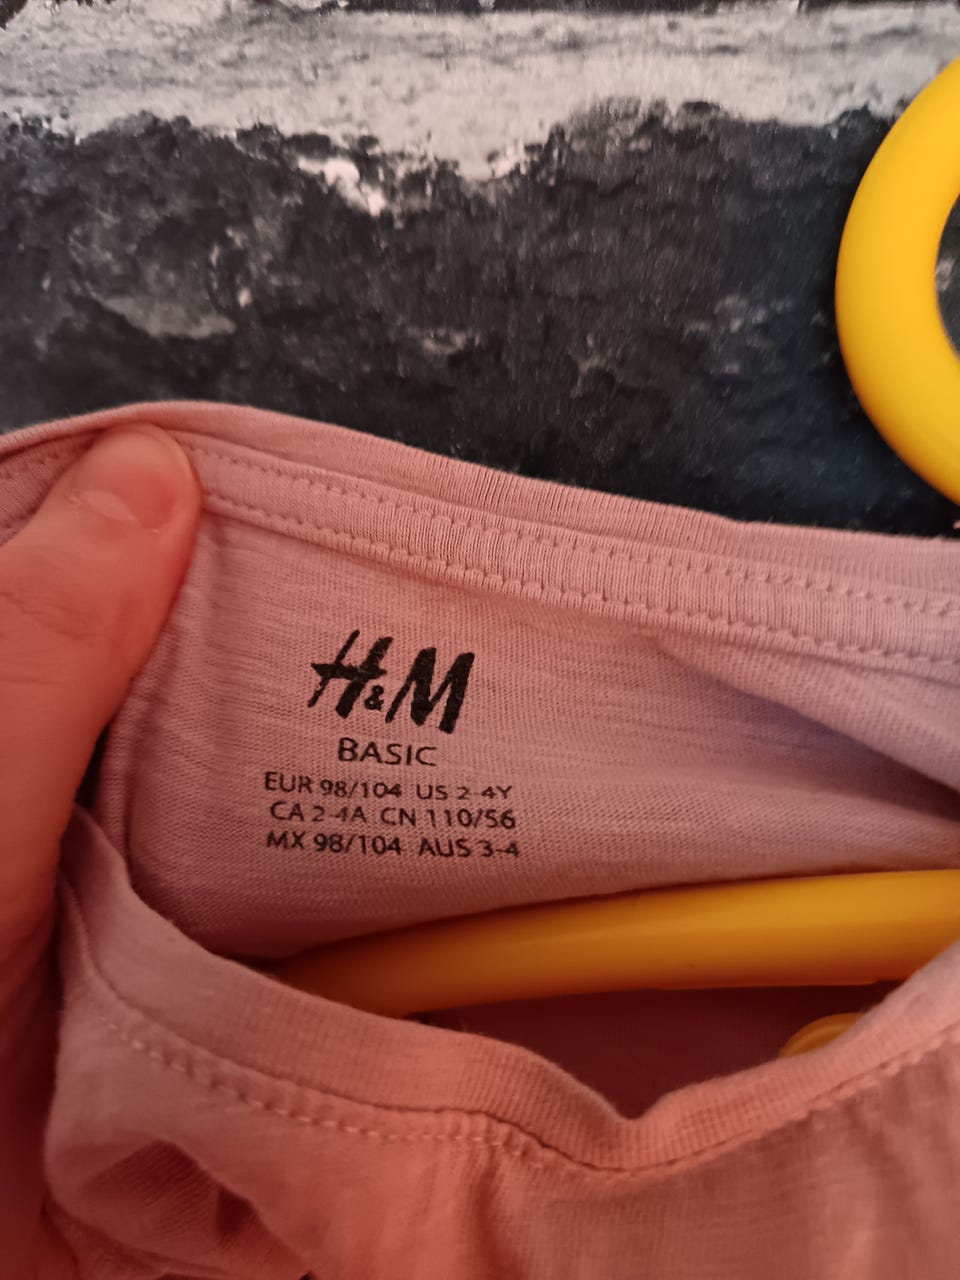 H&M
BASIC
EUR 98/104 US 2-4Y
CA 2-4A CN 110/56
MX 98/104 AUS 3-4